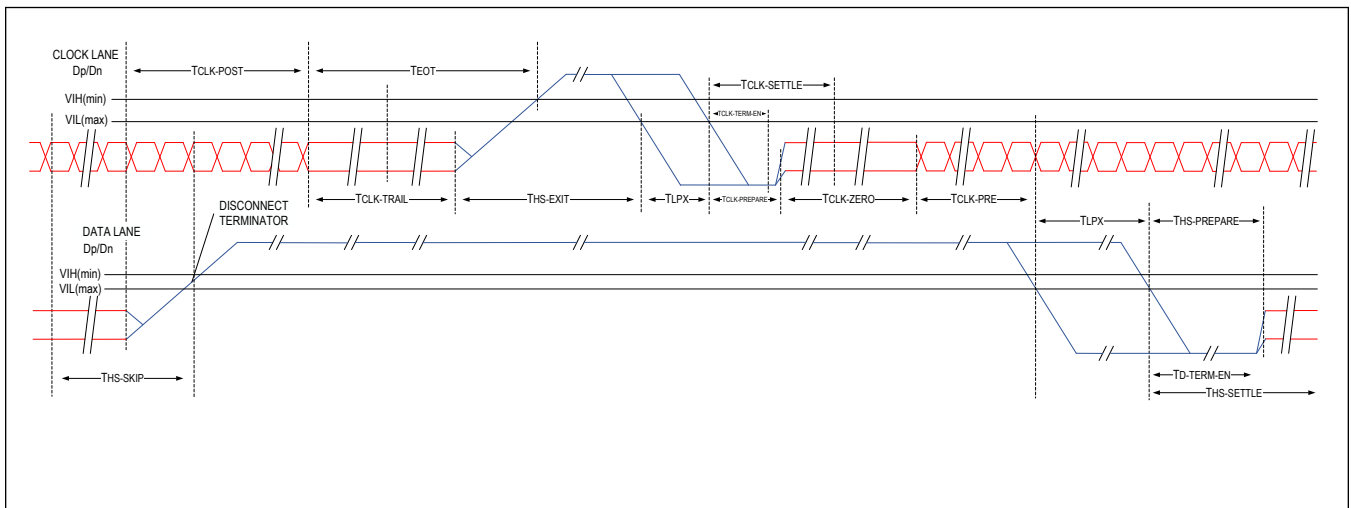 CLOCK LANE
Dp/Dn
TCLK-POST
TEOT
TCLK-SETTLE
VIH(min)
TCLK-TERM-EN
VIL(max)
TCLK-TRAIL
THS-EXIT
TLPX
TCLK-PREPARE
TCLK-ZERO
TCLK-PRE
DISCONNECT
TERMINATOR
DATA LANE
Dp/Dn
TLPX
THS-PREPARE
VIH(min)
VIL(max)
THS-SKIP
TD-TERM-EN
THS-SETTLE